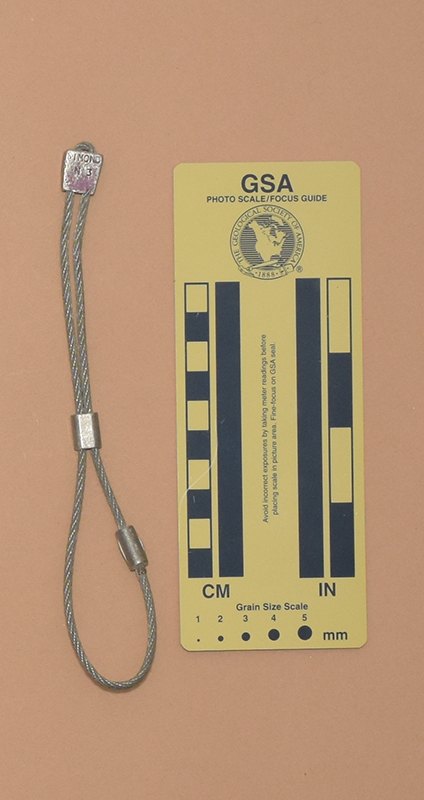 SIMOND
N 3
GSA
PHOTO SCALE/FOCUS GUIDE
THE GEOLOGICAL SOCIETY OF AMERICA
1888
®
Avoid incorrect exposures by taking meter readings before
placing scale in picture area. Fine-focus on GSA seal.
CM IN
Grain Size Scale
1 2 3 4 5
mm